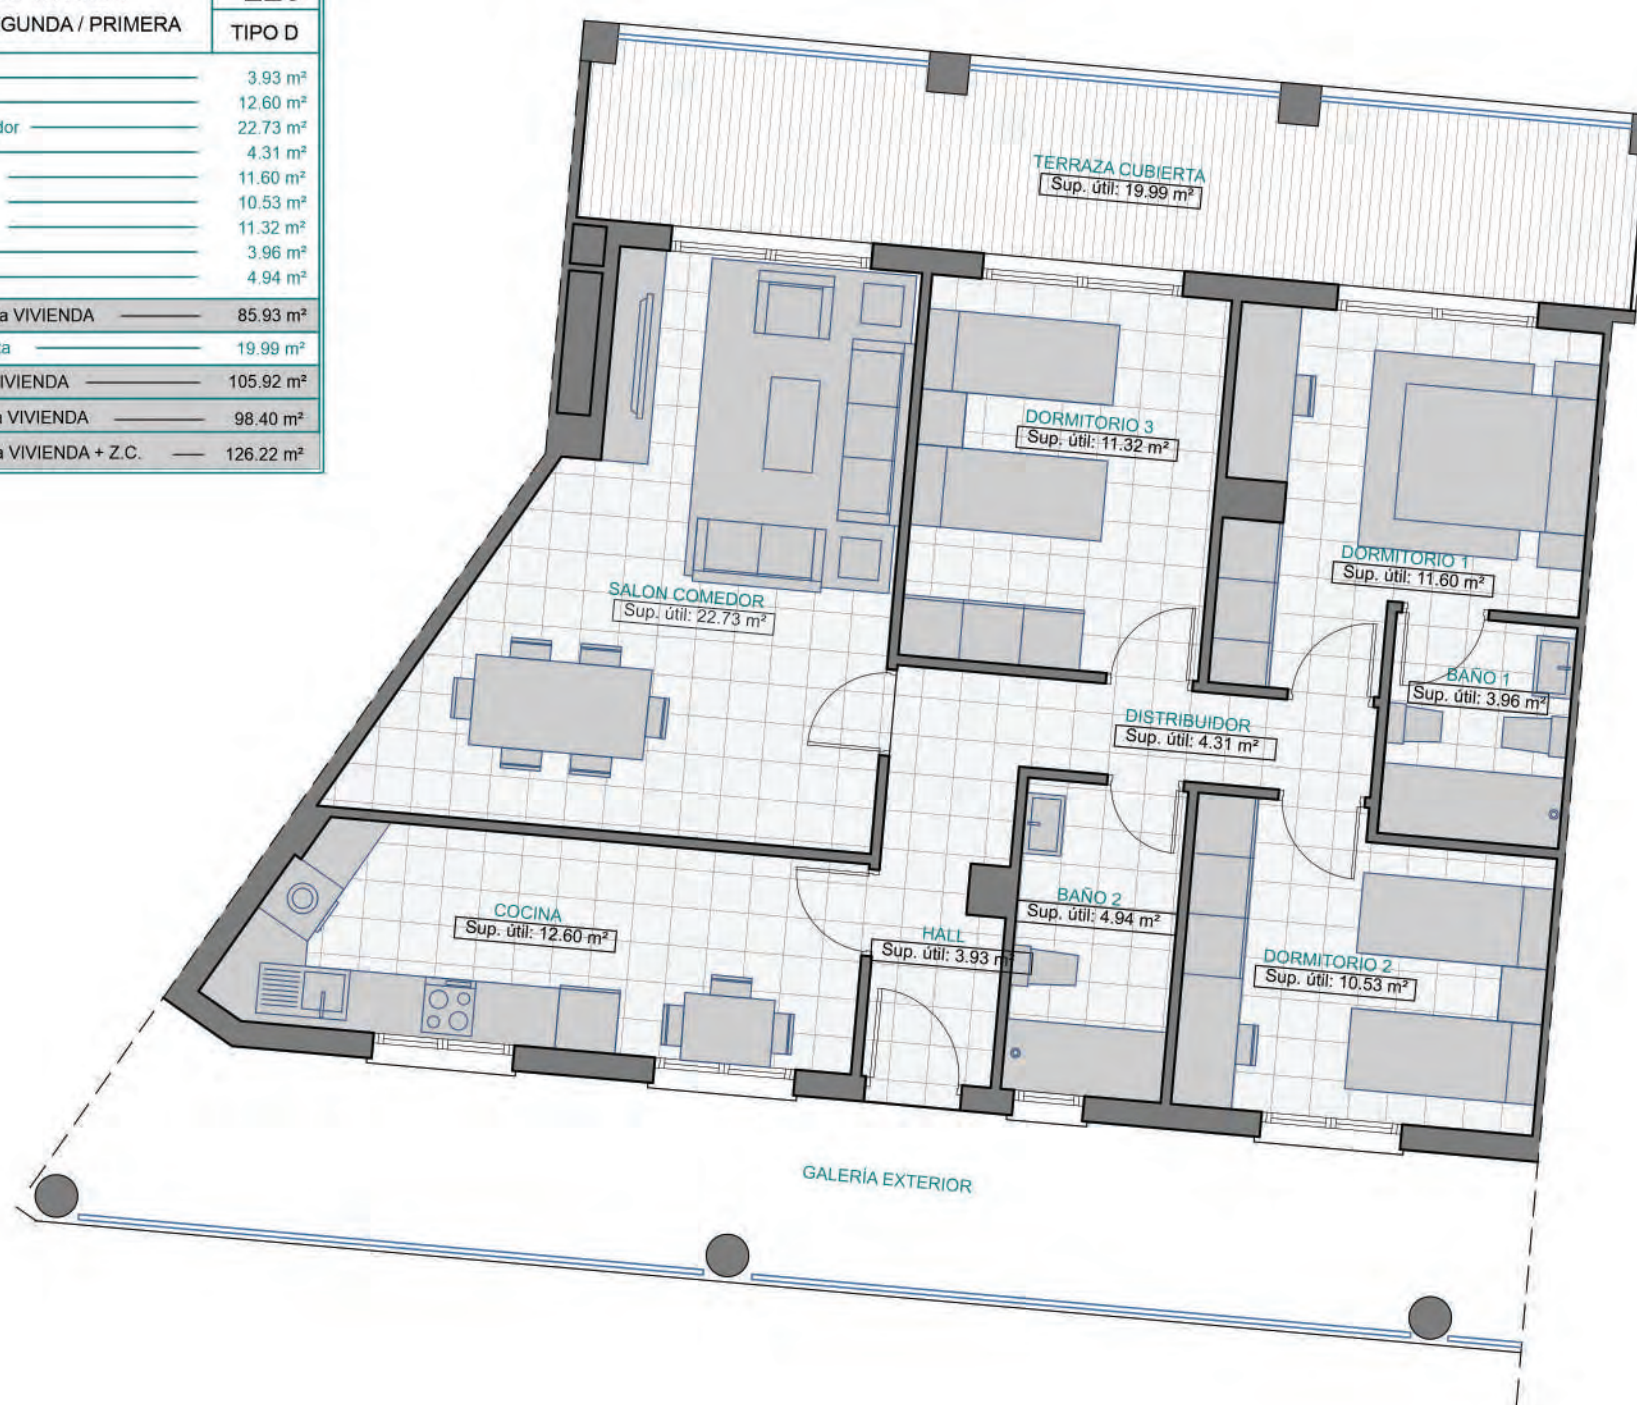 GUNDA / PRIMERA
TIPO D
3.93 m²
12.60 m²
dor 22.73 m²
4.31 m²
11.60 m²
10.53 m²
11.32 m²
3.96 m²
4.94 m²
a VIVIENDA 85.93 m²
ta 19.99 m²
IVIENDA 105.92 m²
a VIVIENDA 98.40 m²
a VIVIENDA + Z.C. 126.22 m²
TERRAZA CUBIERTA
Sup. útil: 19.99 m²
DORMITORIO 3
Sup. útil: 11.32 m²
DORMITORIO 1
Sup. útil: 11.60 m²
SALON COMEDOR
Sup. útil: 22.73 m²
BAÑO 1
Sup. útil: 3.96 m²
DISTRIBUIDOR
Sup. útil: 4.31 m²
BAÑO 2
Sup. útil: 4.94 m²
COCINA
Sup. útil: 12.60 m²
HALL
Sup. útil: 3.93 m²
DORMITORIO 2
Sup. útil: 10.53 m²
GALERÍA EXTERIOR